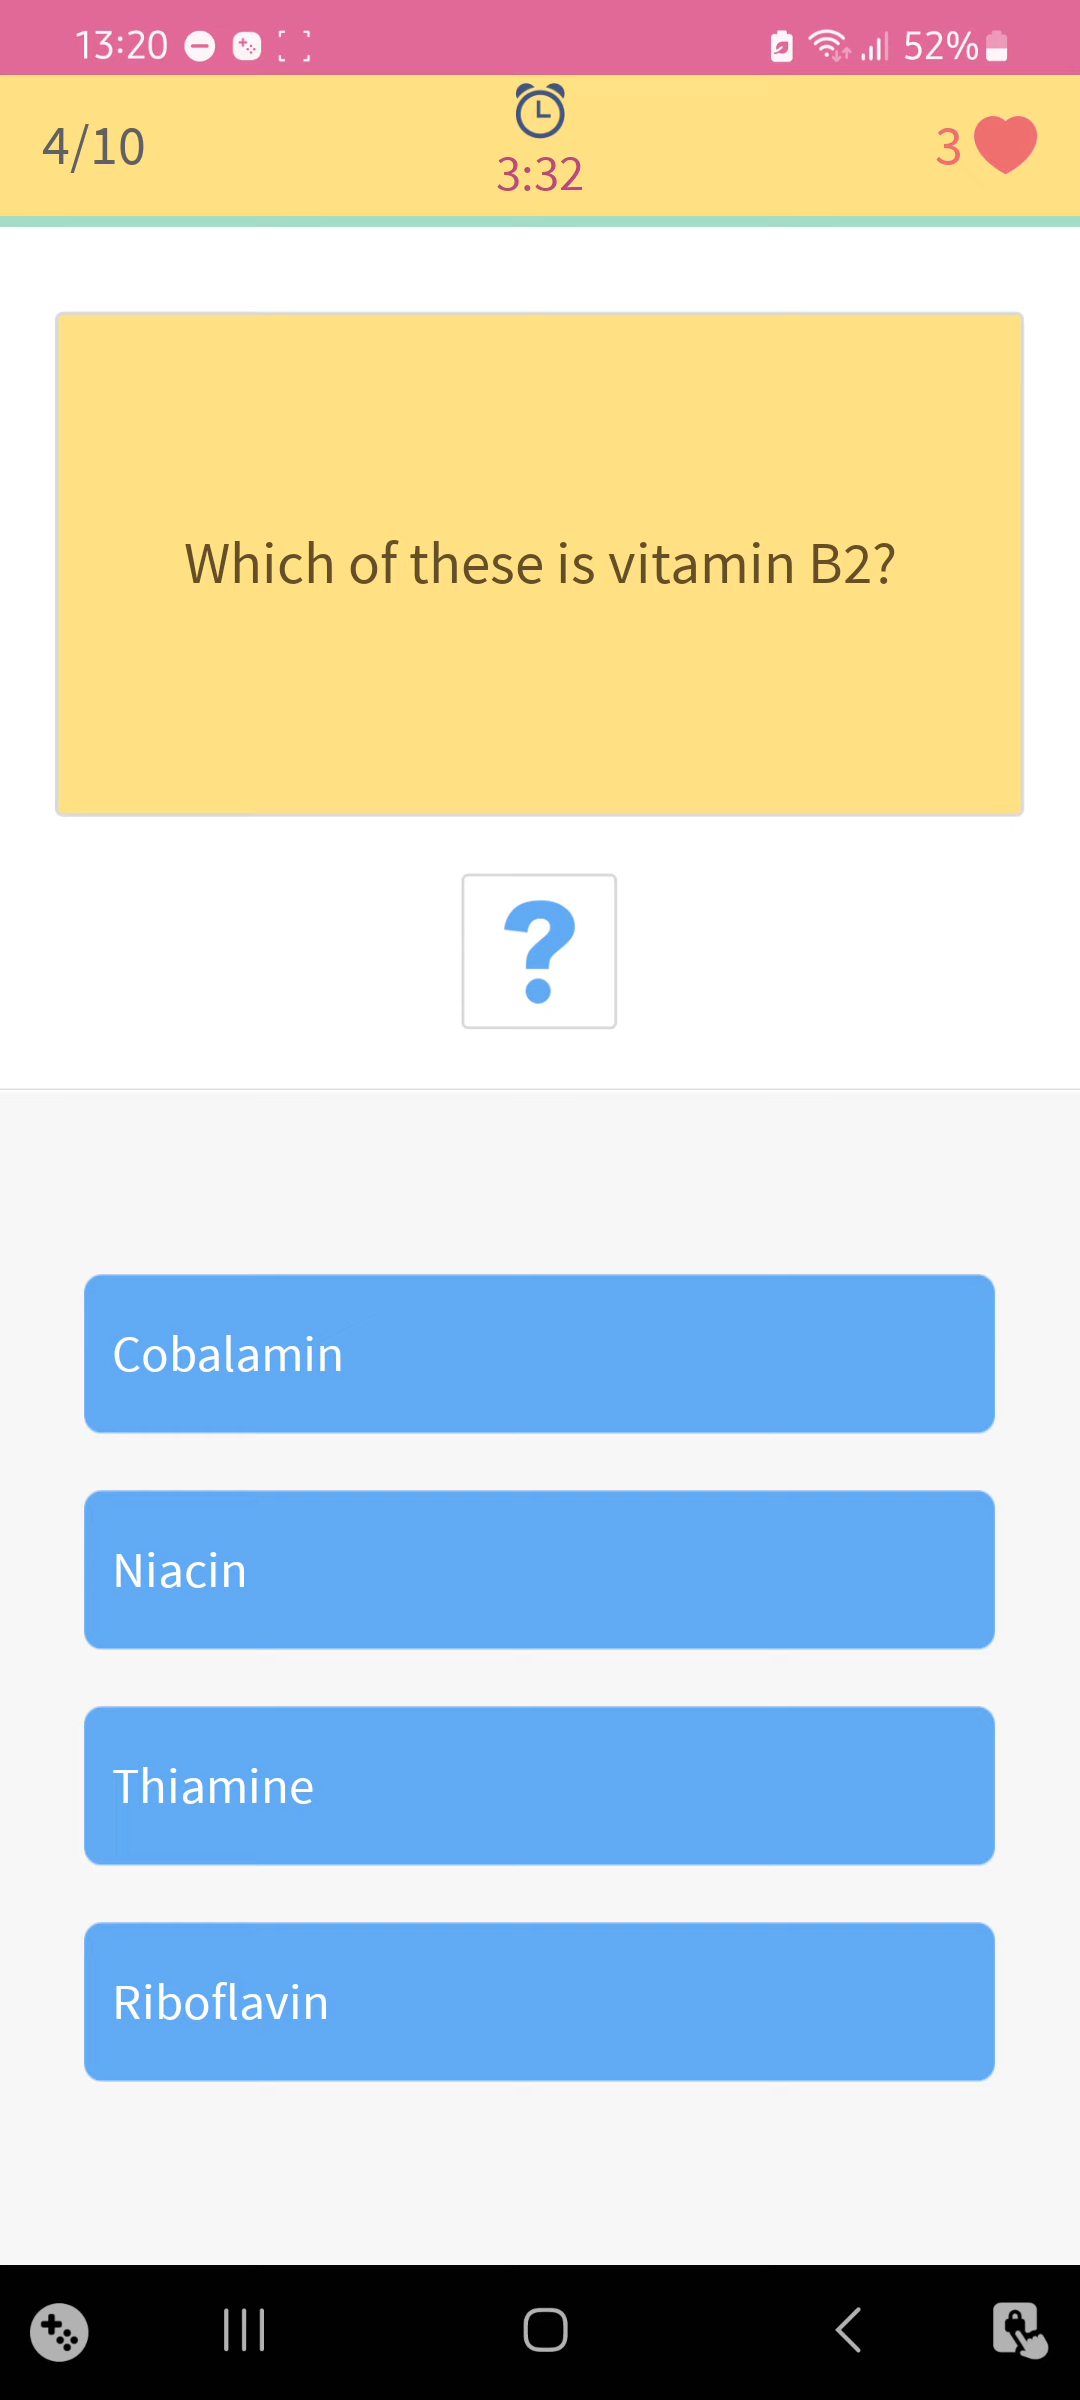 13:20
52%
4/10
3:32
3
Which of these is vitamin B2?
?
Cobalamin
Niacin
Thiamine
Riboflavin